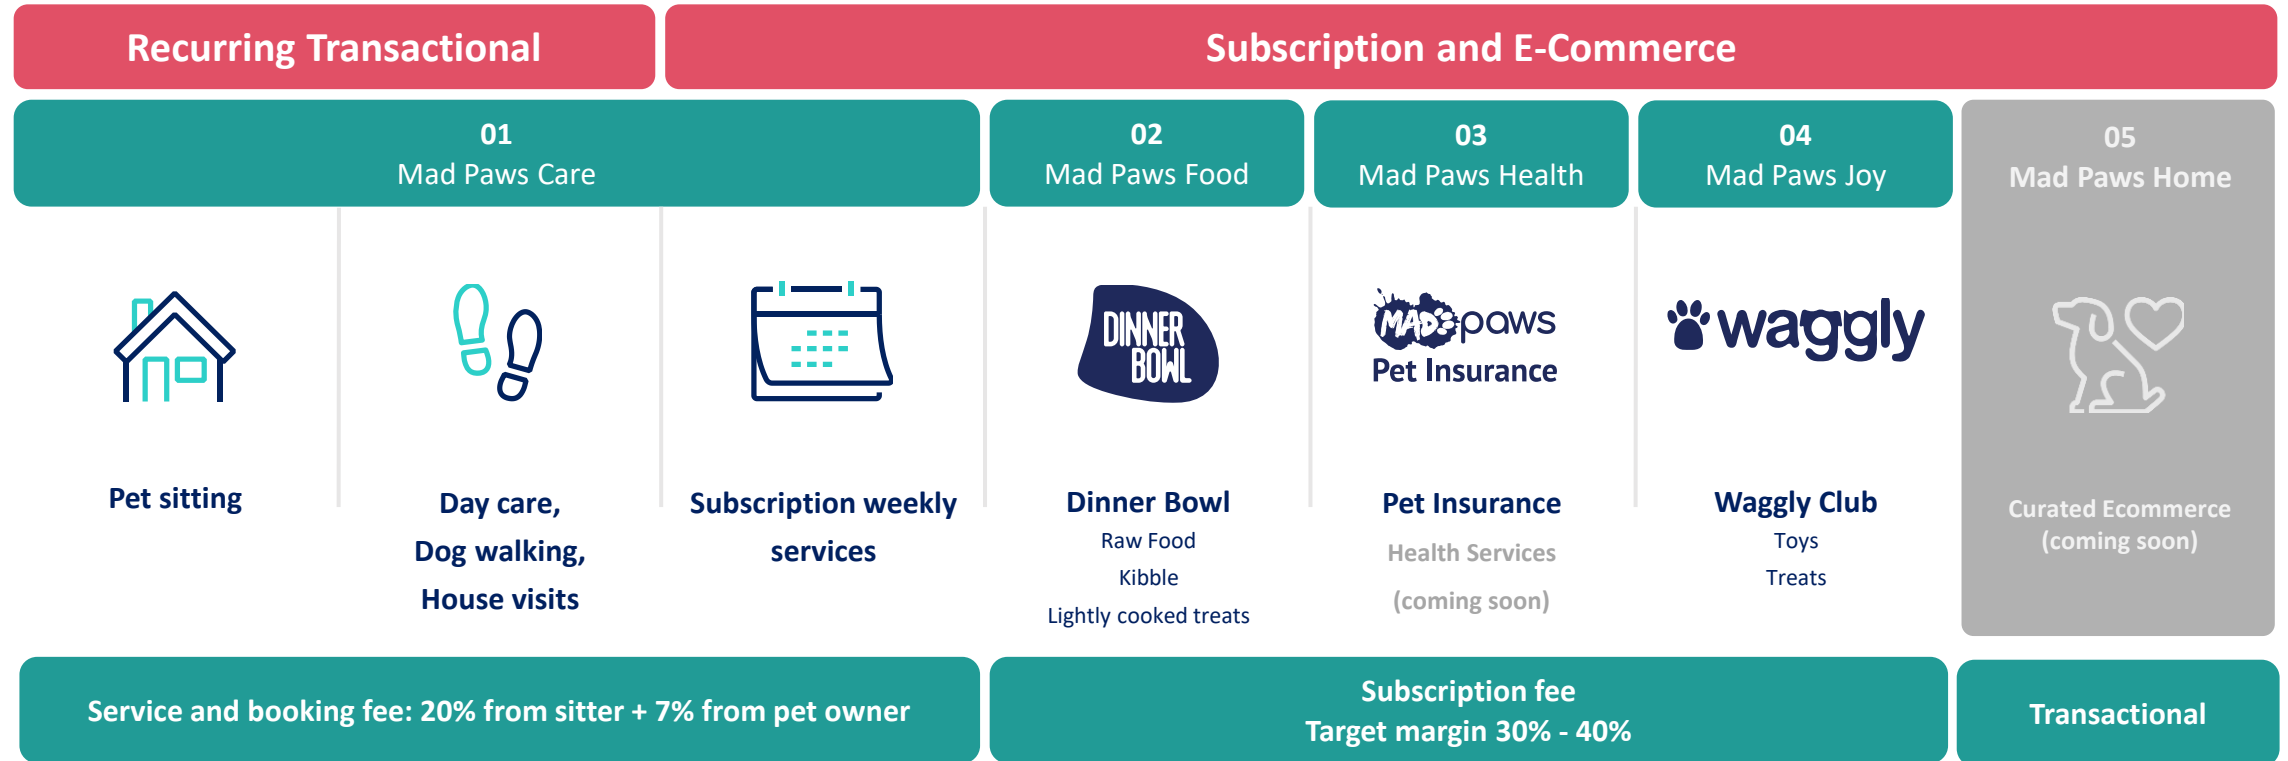 Recurring Transactional
Subscription and E-Commerce
01
Mad Paws Care
02
Mad Paws Food
03
Mad Paws Health
04
Mad Paws Joy
05
Mad Paws Home
DINNER
BOWL
MAD paws
Pet Insurance
waggly
Pet sitting
Day care,
Dog walking,
House visits
Subscription weekly
services
Dinner Bowl
Raw Food
Kibble
Lightly cooked treats
Pet Insurance
Health Services
(coming soon)
Waggly Club
Toys
Treats
Curated Ecommerce
(coming soon)
Service and booking fee: 20% from sitter + 7% from pet owner
Subscription fee
Target margin 30% - 40%
Transactional